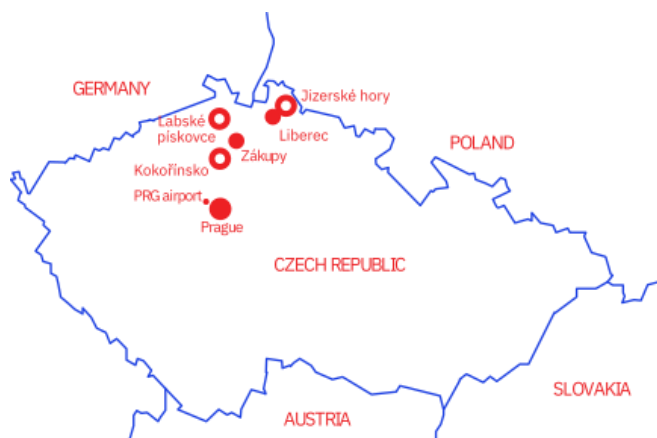 GERMANY
Jizerské hory
Labské
pískovce
Liberec
POLAND
Zákupy
Kokořínsko
PRG airport
Prague
CZECH REPUBLIC
SLOVAKIA
AUSTRIA